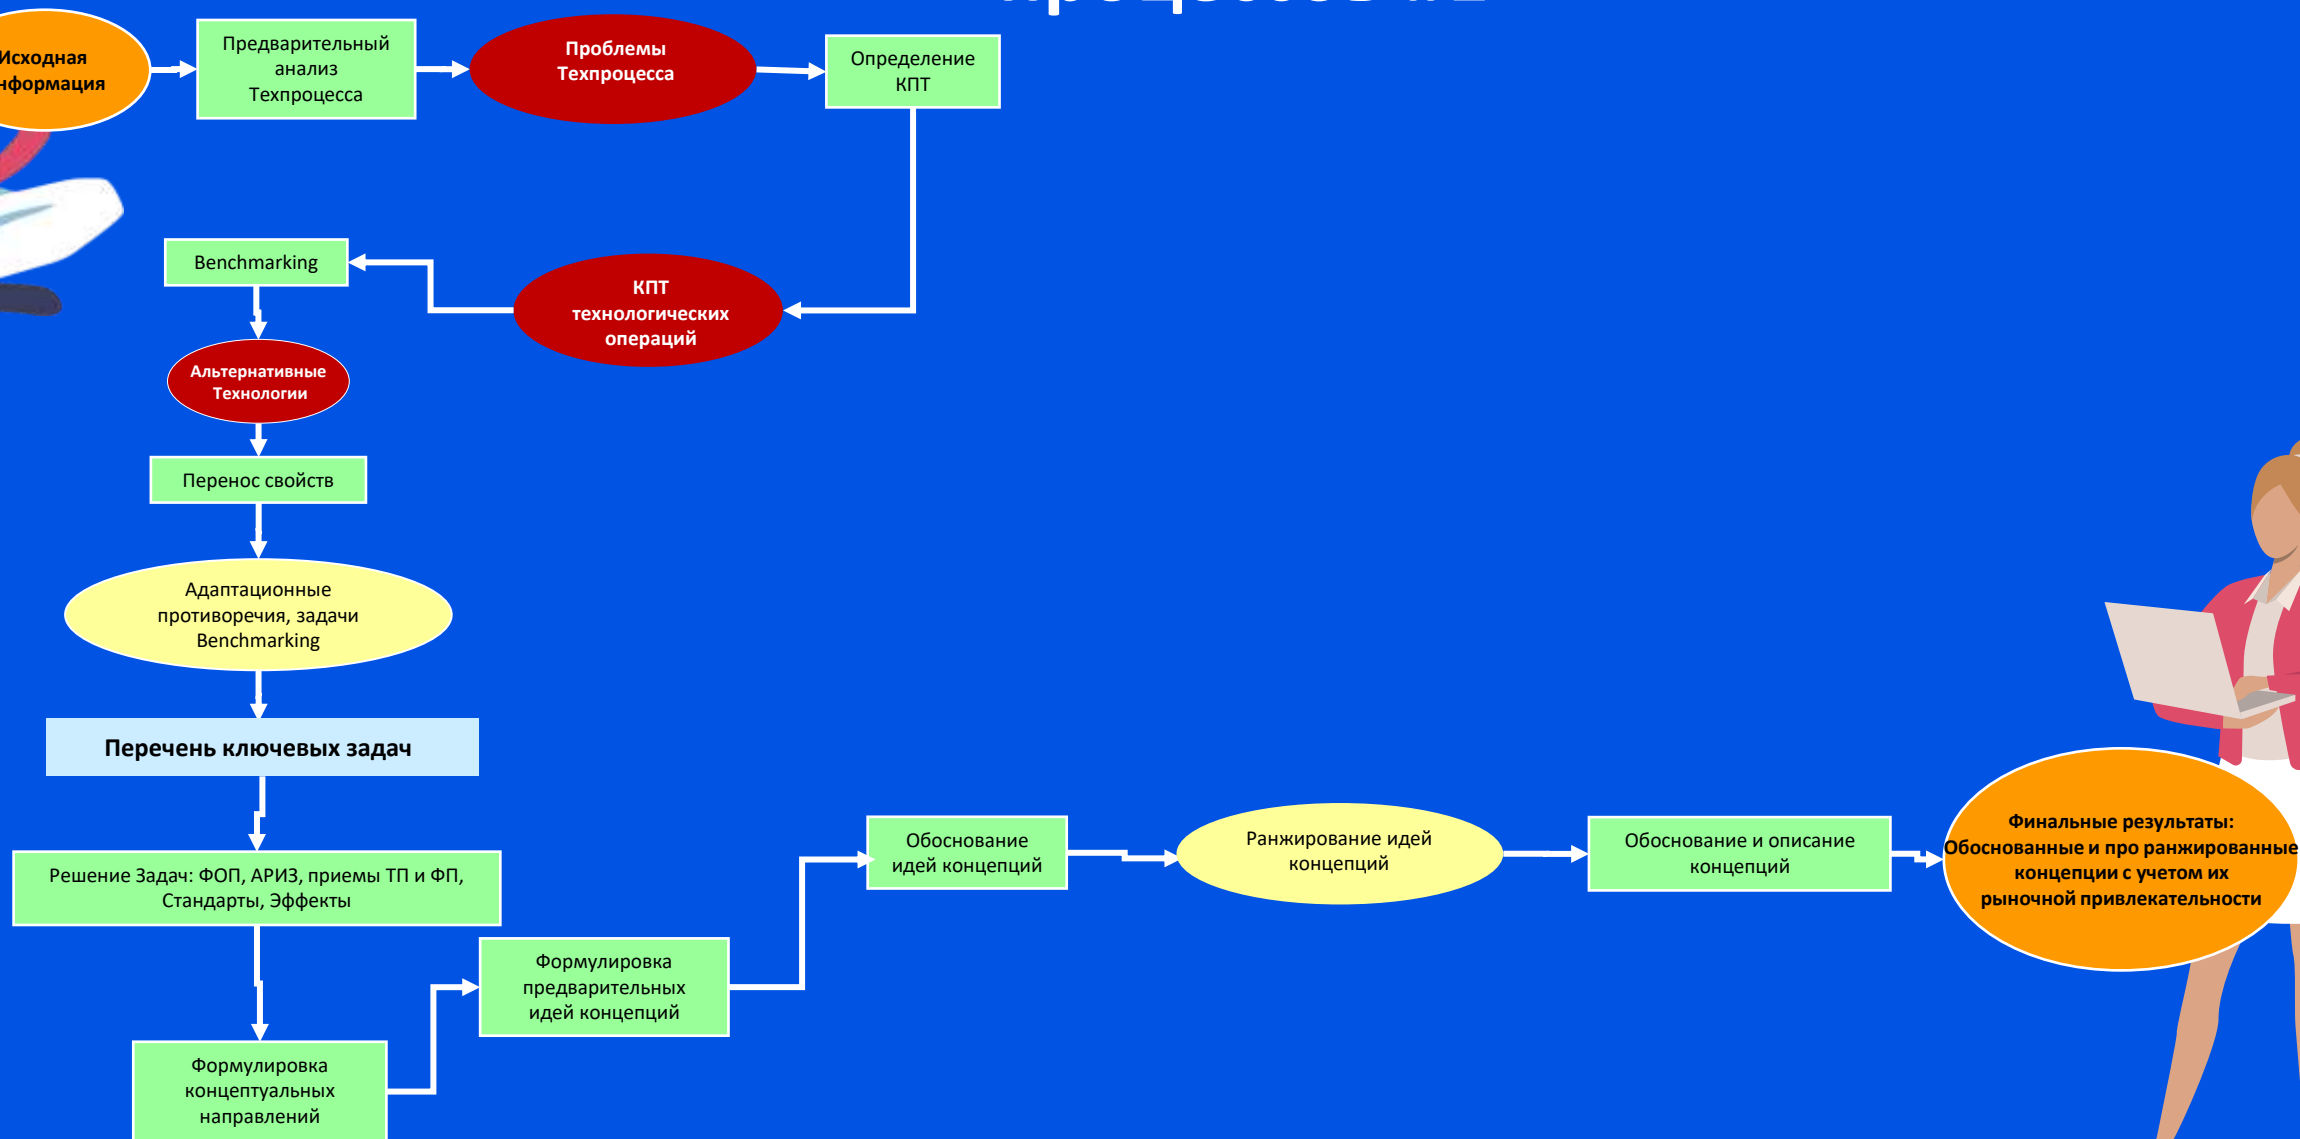 Исходная
Предварительный
анализ
Техпроцесса
Проблемы
Техпроцесса
Определение
КПТ
КПТ
технологических
операций
Benchmarking
Альтернативные
Технологии
Перенос свойств
Адаптационные
противоречия, задачи
Benchmarking
Перечень ключевых задач
Решение Задач: ФОП, АРИЗ, приемы ТП и ФП,
Стандарты, Эффекты
Формулировка
концептуальных
направлений
Формулировка
предварительных
идей концепций
Обоснование
идей концепций
Ранжирование идей
концепций
Обоснование и описание
концепций
Финальные результаты:
Обоснованные и про ранжированные
концепции с учетом их
рыночной привлекательности